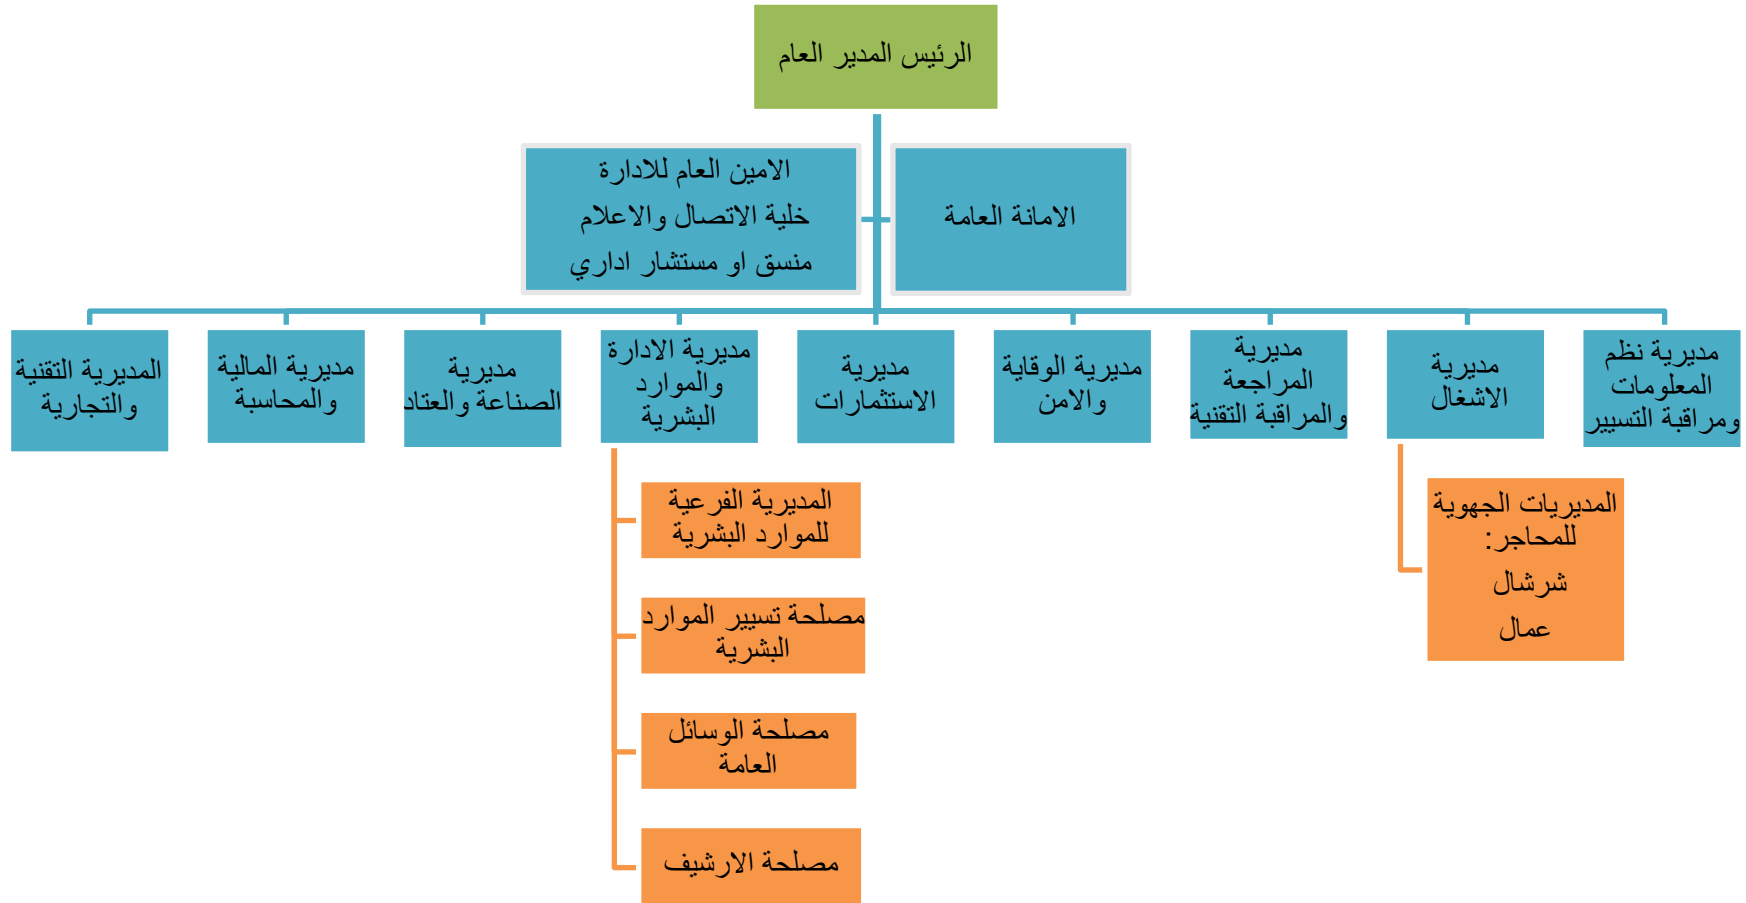 الرئيس المدير العام
الامانة العامة
الامين العام للادارة
خلية الاتصال والاعلام
منسق او مستشار اداري
مديرية نظم
المعلومات
ومراقبة التسيير
مديرية
الاشغال
مديرية
المراجعة
والمراقبة التقنية
مديرية الوقاية
والامن
مديرية
الاستثمارات
مديرية الادارة
والموارد
البشرية
مديرية
الصناعة والعتاد
مديرية المالية
والمحاسبة
المديرية التقنية
والتجارية
المديريات الجهوية
للمحاجر:
شرشال
عمال
المديرية الفرعية
للموارد البشرية
مصلحة تسيير الموارد
البشرية
مصلحة الوسائل
العامة
مصلحة الارشيف